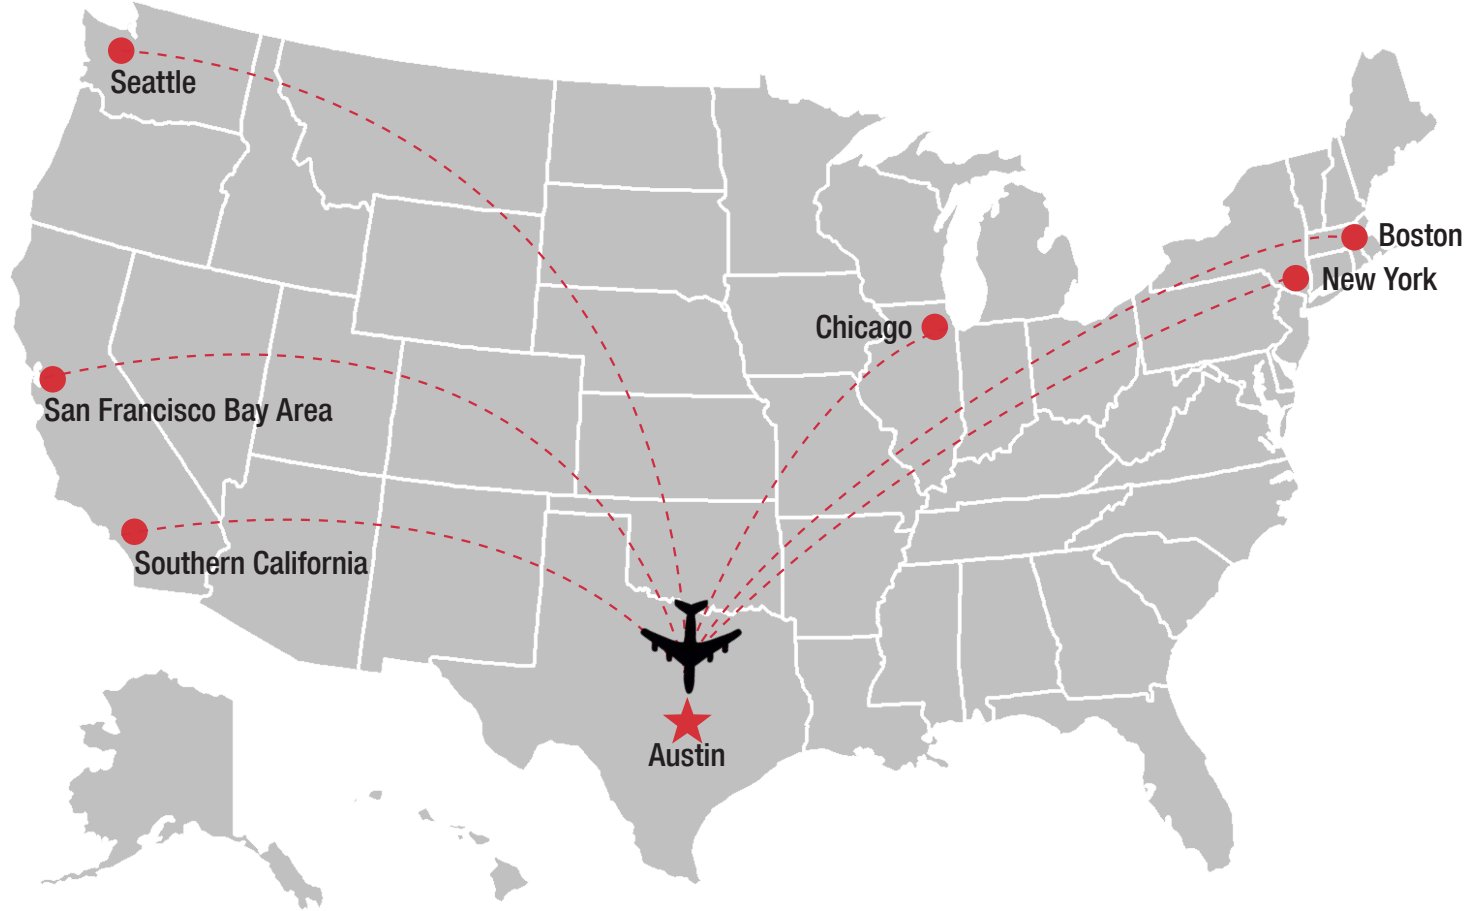 Seattle
Boston
New York
Chicago
San Francisco Bay Area
Southern California
Austin